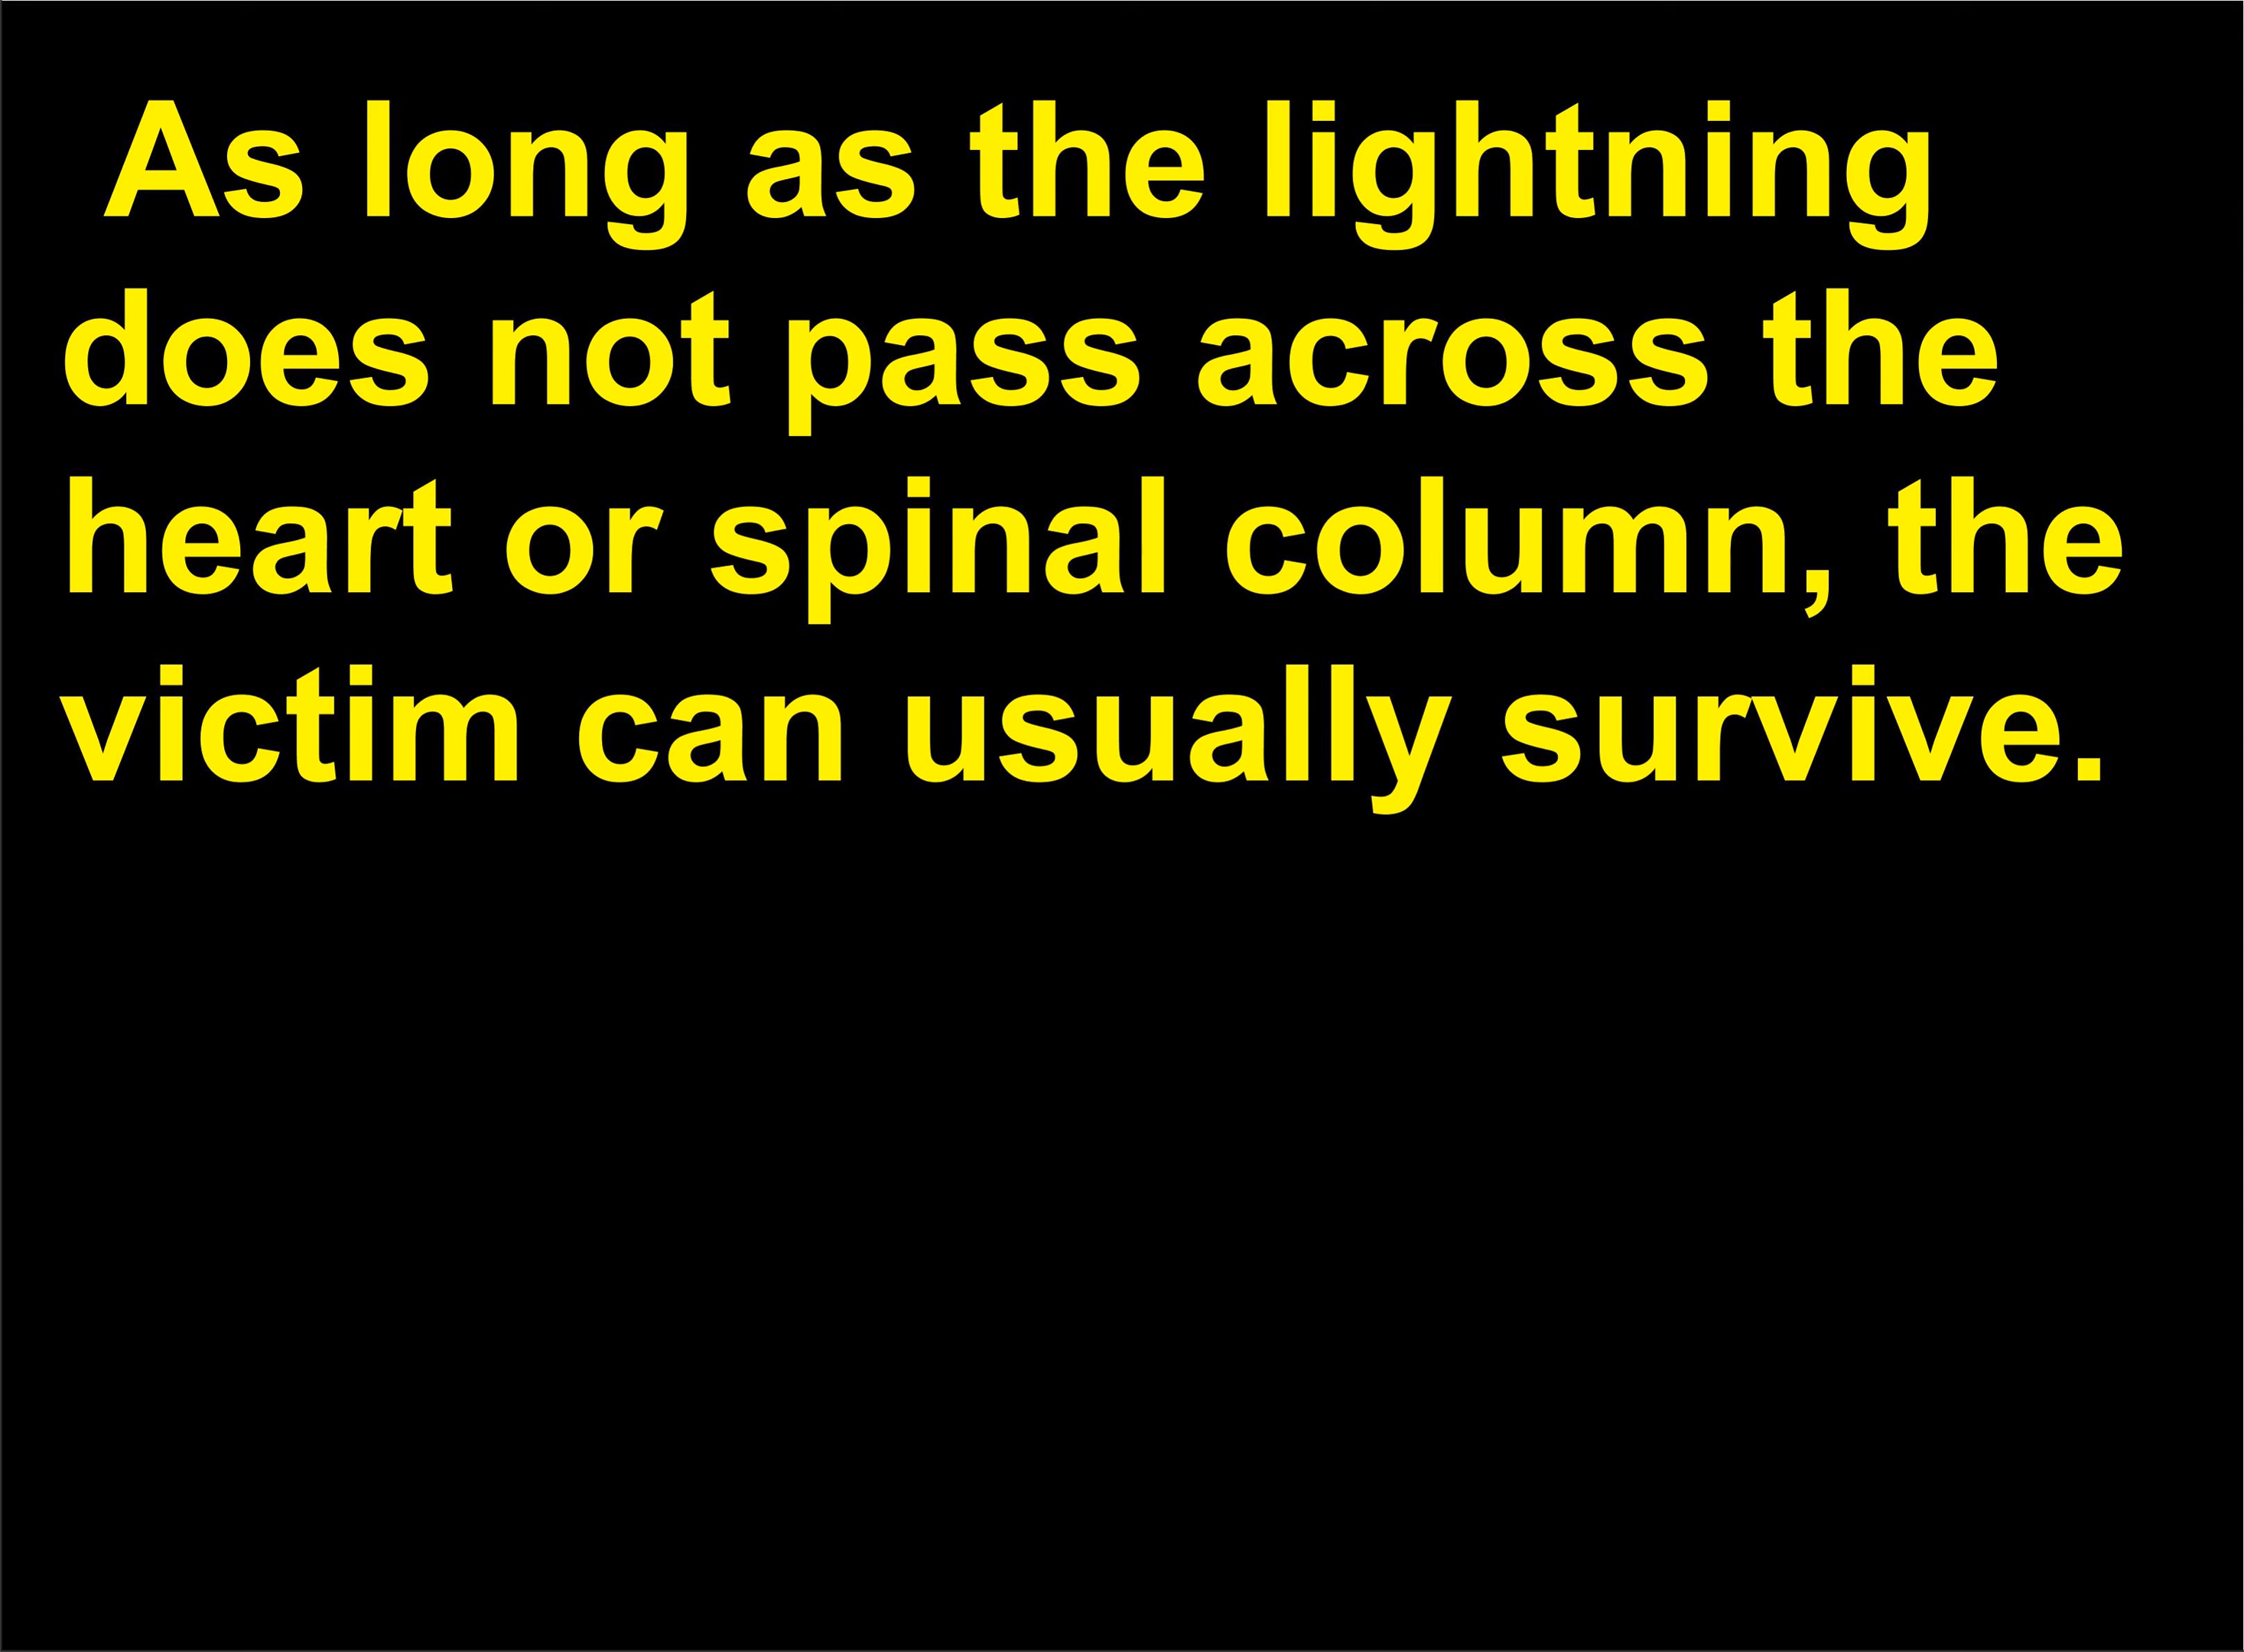 As long as the lightning
does not pass across the
heart or spinal column, the
victim can usually survive.